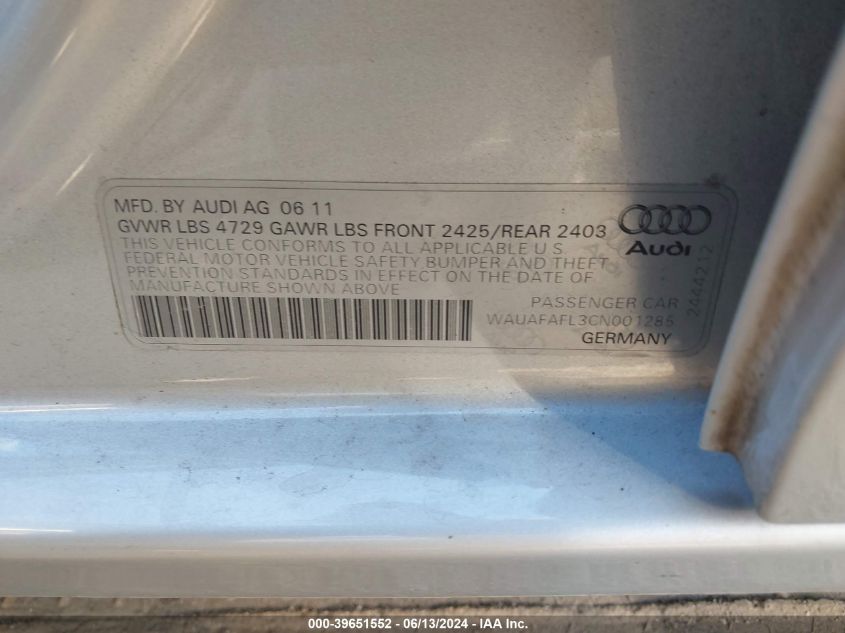 MFD. BY AUDI AG 06 11
GVWR LBS 4729 GAWR LBS FRONT 2425/REAR 2403
THIS VEHICLE CONFORMS TO ALL APPLICABLE U S
FEDERAL MOTOR VEHICLE SAFETY BUMPER AND THEFT
PREVENTION STANDARDS IN EFFECT ON THE DATE OF
MANUFACTURE SHOWN ABOVE
Audi
Audi
2444212
PASSENGER CAR
WAUAFAFL3CN001285
GERMANY
000-39651552 - 06/13/2024 - IAA Inc.